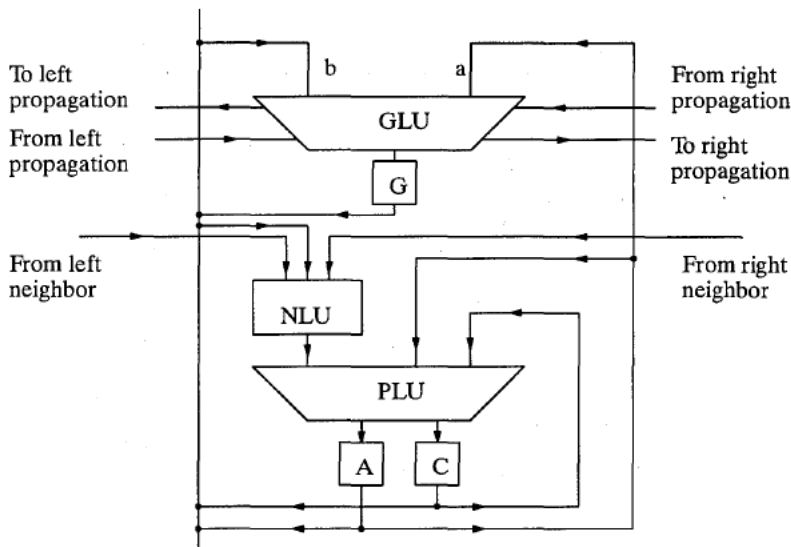 b
a
To left
propagation
From right
propagation
GLU
From left
propagation
To right
propagation
G
From left
neighbor
From right
neighbor
NLU
PLU
A
C